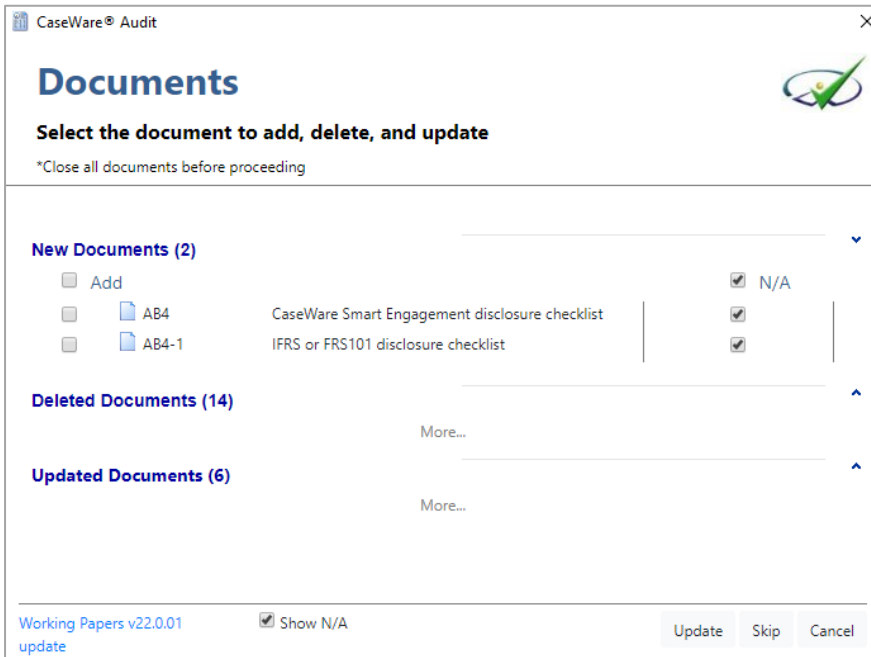 CaseWare® Audit
Documents
Select the document to add, delete, and update
*Close all documents before proceeding
New Documents (2)
Add N/A
AB4 CaseWare Smart Engagement disclosure checklist
AB4-1 IFRS or FRS101 disclosure checklist
Deleted Documents (14)
More...
Updated Documents (6)
More...
Working Papers v22.0.01 Show N/A Update Skip Cancel
update